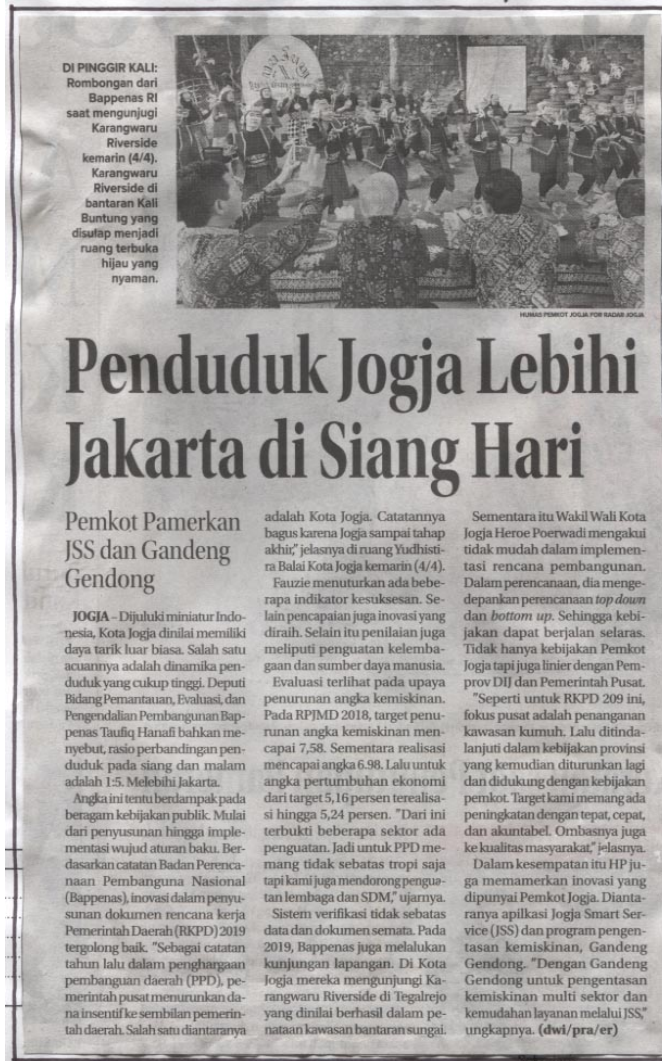 DI PINGGIR KALI:
Rombongan dari
Bappenas RI
saat mengunjugi
Karangwaru
Riverside
kemarin (4/4).
Karangwaru
Riverside di
bantaran Kali
Buntung yang
disulap menjadi
ruang terbuka
hijau yang
nyaman.
HUMAS PEMKOT JOGJA FOR RADAR JOGJA
Penduduk Jogja Lebihi
Jakarta di Siang Hari
Pemkot Pamerkan
JSS dan Gandeng
Gendong
JOGJA – Dijuluki miniatur Indo-
nesia, Kota Jogja dinilai memiliki
daya tarik luar biasa. Salah satu
acuannya adalah dinamika pen-
duduk yang cukup tinggi. Deputi
Bidang Pemantauan, Evaluasi, dan
Pengendalian Pembangunan Bap-
penas Taufiq Hanafi bahkan me-
nyebut, rasio perbandingan pen-
duduk pada siang dan malam
adalah 1:5. Melebihi Jakarta.
Angka ini tentu berdampak pada
beragam kebijakan publik. Mulai
dari penyusunan hingga imple-
mentasi wujud aturan baku. Ber-
dasarkan catatan Badan Perenca-
naan Pembanguna Nasional
(Bappenas), inovasi dalam penyu-
sunan dokumen rencana kerja
Pemerintah Daerah (RKPD) 2019
tergolong baik. "Sebagai catatan
tahun lalu dalam penghargaan
pembanguan daerah (PPD), pe-
merintah pusat menurunkan da-
na insentif ke sembilan pemerin-
tah daerah. Salah satu diantaranya
adalah Kota Jogja. Catatannya
bagus karena Jogja sampai tahap
akhir," jelasnya di ruang Yudhisti-
ra Balai Kota Jogja kemarin (4/4).
Fauzie menuturkan ada bebe-
rapa indikator kesuksesan. Se-
lain pencapaian juga inovasi yang
diraih. Selain itu penilaian juga
meliputi penguatan kelemba-
gaan dan sumber daya manusia.
Evaluasi terlihat pada upaya
penurunan angka kemiskinan.
Pada RPJMD 2018, target penu-
runan angka kemiskinan men-
capai 7,58. Sementara realisasi
mencapai angka 6.98. Lalu untuk
angka pertumbuhan ekonomi
dari target 5,16 persen terealisa-
si hingga 5,24 persen. "Dari ini
terbukti beberapa sektor ada
penguatan. Jadi untuk PPD me-
mang tidak sebatas tropi saja
tapi kami juga mendorong pengua-
tan lembaga dan SDM," ujarnya.
Sistem verifikasi tidak sebatas
data dan dokumen semata. Pada
2019, Bappenas juga melalukan
kunjungan lapangan. Di Kota
Jogja mereka mengunjungi Ka-
rangwaru Riverside di Tegalrejo
yang dinilai berhasil dalam pe-
nataan kawasan bantaran sungai.
Sementara itu Wakil Wali Kota
Jogja Heroe Poerwadi mengakui
tidak mudah dalam implemen-
tasi rencana pembangunan.
Dalam perencanaan, dia menge-
depankan perencanaan top down
dan bottom up. Sehingga kebi-
jakan dapat berjalan selaras.
Tidak hanya kebijakan Pemkot
Jogja tapi juga linier dengan Pem-
prov DIJ dan Pemerintah Pusat.
"Seperti untuk RKPD 209 ini,
fokus pusat adalah penanganan
kawasan kumuh. Lalu ditinda-
lanjuti dalam kebijakan provinsi
yang kemudian diturunkan lagi
dan didukung dengan kebijakan
pemkot. Target kami memang ada
peningkatan dengan tepat, cepat,
dan akuntabel. Ombasnya juga
ke kualitas masyarakat," jelasnya.
Dalam kesempatan itu HP ju-
ga memamerkan inovasi yang
dipunyai Pemkot Jogja. Dianta-
ranya aplikasi Jogja Smart Ser-
vice (JSS) dan program pengen-
tasan kemiskinan, Gandeng
Gendong. "Dengan Gandeng
Gendong untuk pengentasan
kemiskinan multi sektor dan
kemudahan layanan melalui JSS,"
ungkapnya. (dwi/pra/er)